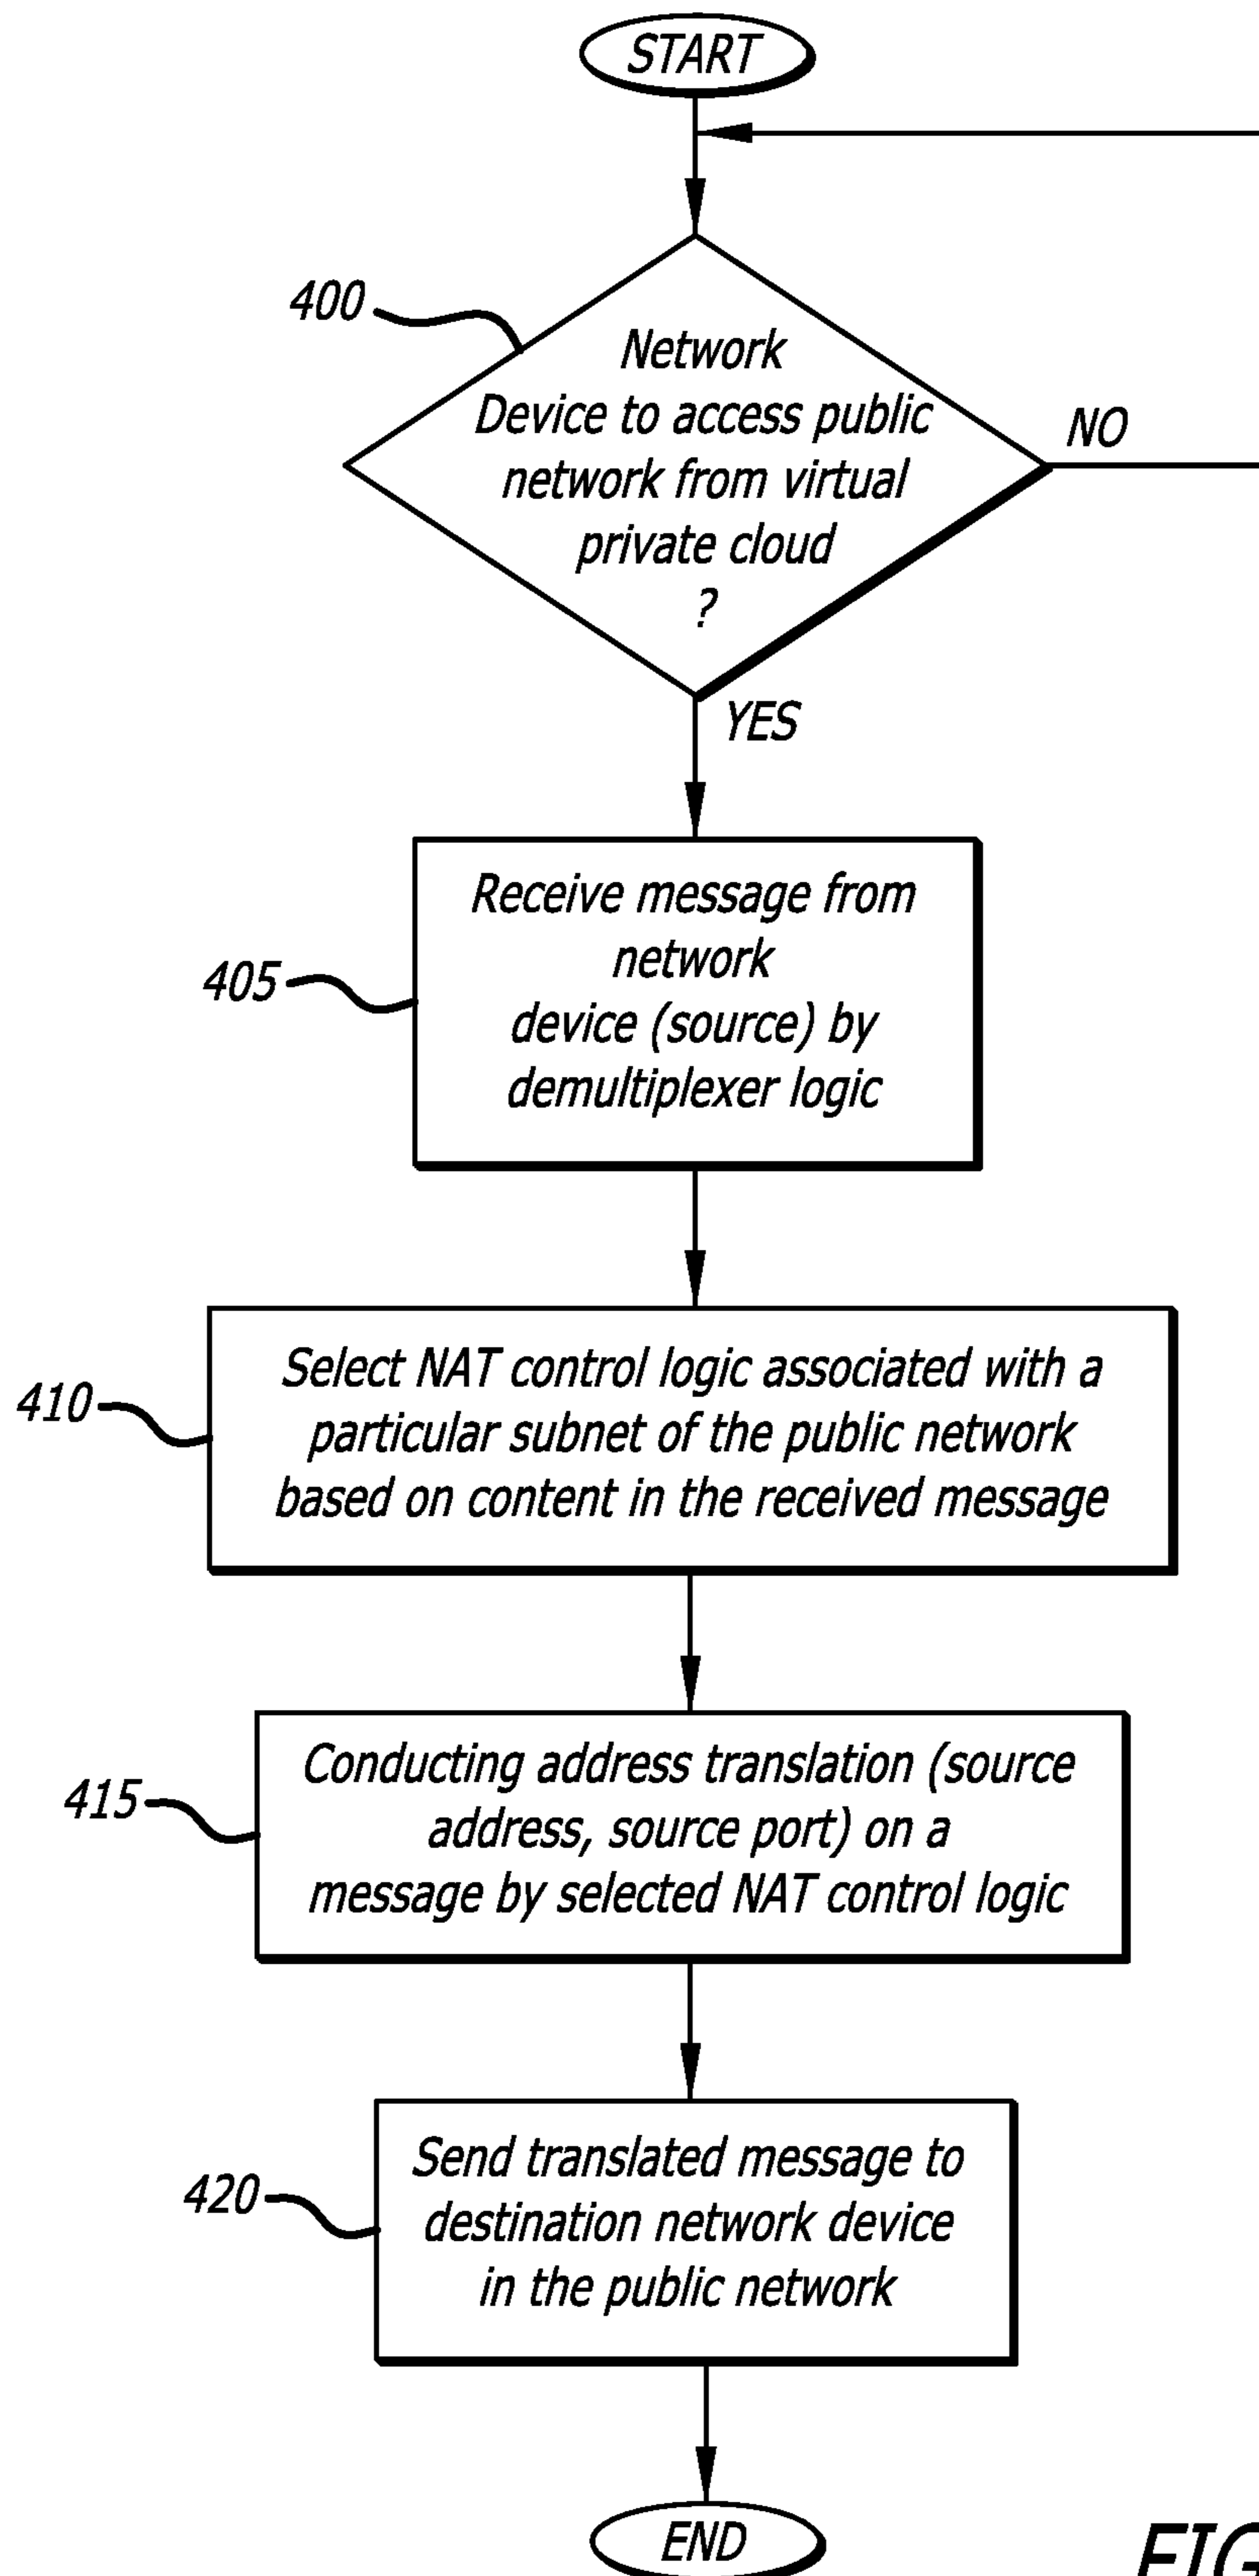 START
400
Network
Device to access public
network from virtual
private cloud
?
NO
YES
Receive message from
network
device (source) by
demultiplexer logic
405
Select NAT control logic associated with a
particular subnet of the public network
based on content in the received message
410
Conducting address translation (source
address, source port) on a
message by selected NAT control logic
415
Send translated message to
destination network device
in the public network
420
END
FIG